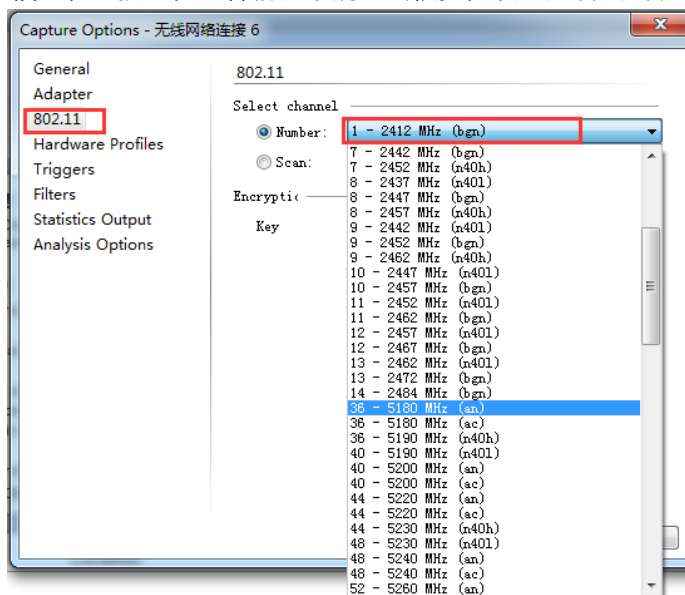 Capture Options - 无线网络连接 6
General
Adapter
802.11
Hardware Profiles
Triggers
Filters
Statistics Output
Analysis Options
802.11
Select channel
Number:
1 - 2412 MHz (bgn)
Scan:
Encryptic
Key
7 - 2442 MHz (bgn)
7 - 2452 MHz (n40h)
8 - 2437 MHz (n40l)
8 - 2447 MHz (bgn)
8 - 2457 MHz (n40h)
9 - 2442 MHz (n40l)
9 - 2452 MHz (bgn)
9 - 2462 MHz (n40h)
10 - 2447 MHz (n40l)
10 - 2457 MHz (bgn)
11 - 2452 MHz (n40l)
11 - 2462 MHz (bgn)
12 - 2457 MHz (n40l)
12 - 2467 MHz (bgn)
13 - 2462 MHz (n40l)
13 - 2472 MHz (bgn)
14 - 2484 MHz (bgn)
36 - 5180 MHz (an)
36 - 5180 MHz (ac)
36 - 5190 MHz (n40h)
40 - 5190 MHz (n40l)
40 - 5200 MHz (an)
40 - 5200 MHz (ac)
44 - 5220 MHz (an)
44 - 5220 MHz (ac)
44 - 5230 MHz (n40h)
48 - 5230 MHz (n40l)
48 - 5240 MHz (an)
48 - 5240 MHz (ac)
52 - 5260 MHz (an)